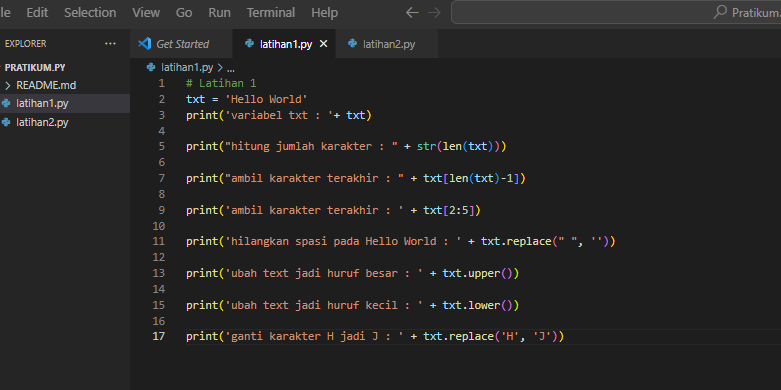 le Edit Selection View Go Run Terminal Help Pratikum.
EXPLORER ... Get Started latihan1.py latihan2.py
PRATIKUM.PY
README.md
latihan1.py
latihan2.py
latihan1.py > ...
1 # Latihan 1
2 txt = 'Hello World'
3 print('variabel txt : '+ txt)
4
5 print("hitung jumlah karakter : " + str(len(txt)))
6
7 print("ambil karakter terakhir : " + txt[len(txt)-1])
8
9 print('ambil karakter terakhir : ' + txt[2:5])
10
11 print('hilangkan spasi pada Hello World : ' + txt.replace(" ", ''))
12
13 print('ubah text jadi huruf besar : ' + txt.upper())
14
15 print('ubah text jadi huruf kecil : ' + txt.lower())
16
17 print('ganti karakter H jadi J : ' + txt.replace('H', 'J'))